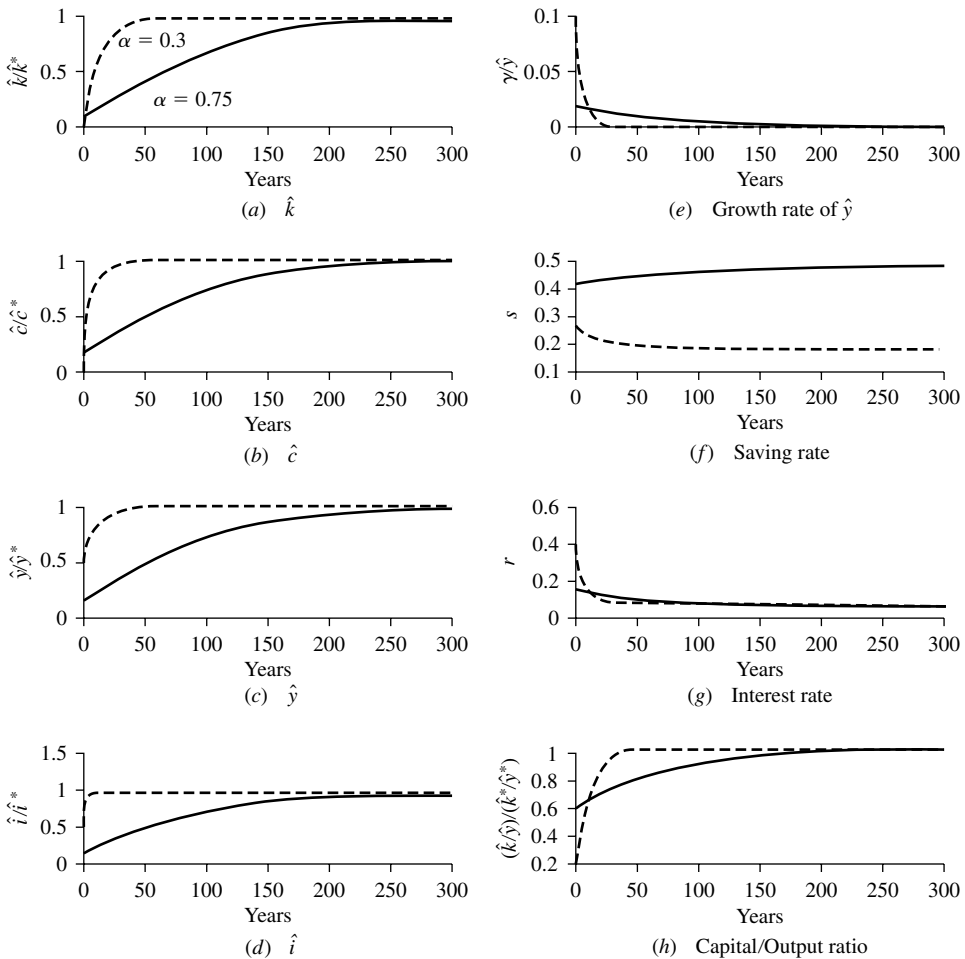 k̂/k̂*
1
0.5
0
α = 0.3
α = 0.75
0 50 100 150 200 250 300
Years
(a) k̂
ĉ/ĉ*
1
0.5
0
0 50 100 150 200 250 300
Years
(b) ĉ
ŷ/ŷ*
1
0.5
0
0 50 100 150 200 250 300
Years
(c) ŷ
î/î*
1.5
1
0.5
0
0 50 100 150 200 250 300
Years
(d) î
γ/ŷ
0.1
0.05
0
0 50 100 150 200 250 300
Years
(e) Growth rate of ŷ
s
0.5
0.4
0.3
0.2
0.1
0 50 100 150 200 250 300
Years
(f) Saving rate
r
0.6
0.4
0.2
0
0 50 100 150 200 250 300
Years
(g) Interest rate
(k̂/ŷ)/(k̂*/ŷ*)
1
0.8
0.6
0.4
0.2
0 50 100 150 200 250 300
Years
(h) Capital/Output ratio